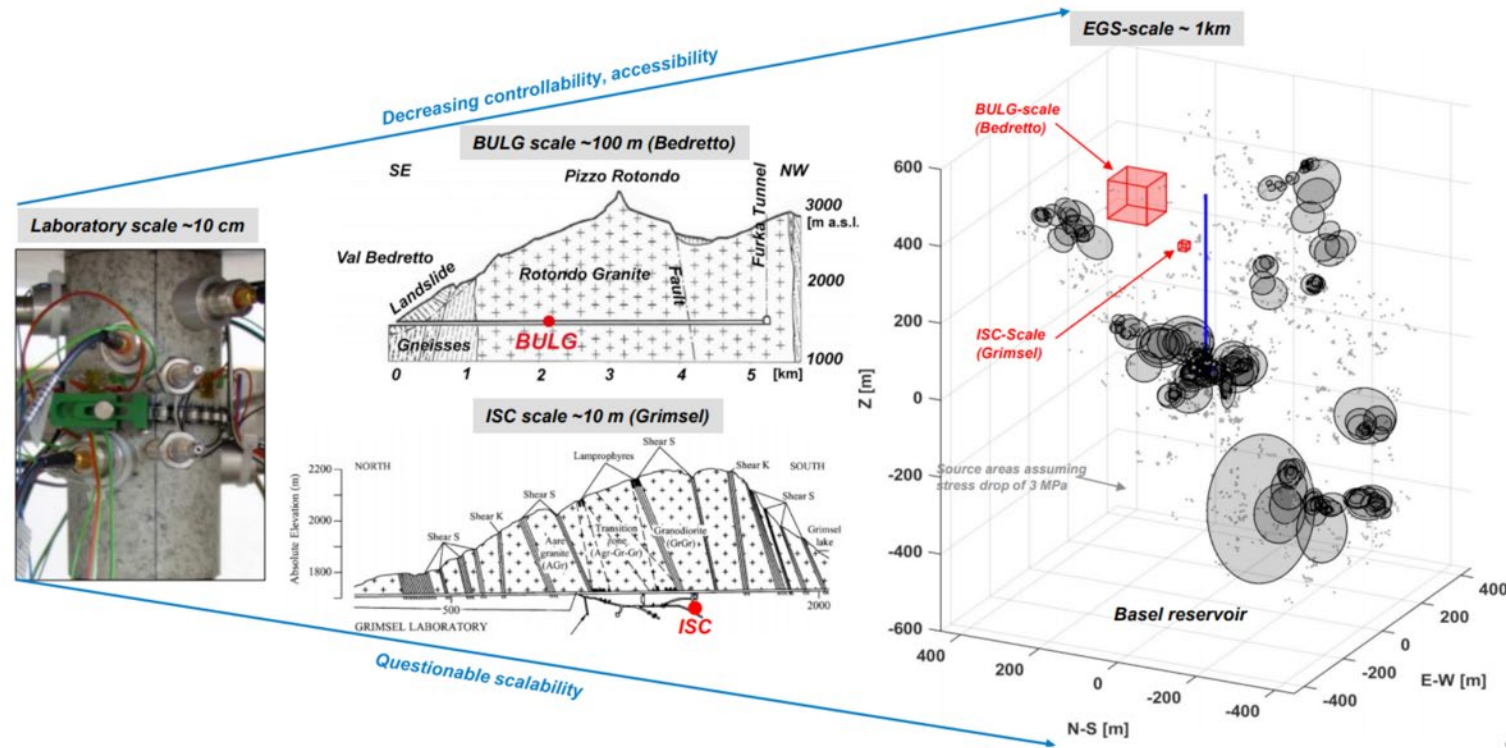 Decreasing controllability, accessibility
EGS-scale ~ 1km
Laboratory scale ~10 cm
BULG scale ~100 m (Bedretto)
SE
NW
Pizzo Rotondo
3000
[m a.s.l.
Furka Tunnel
Val Bedretto
Landslide
Rotondo Granite
Fault
2000
Gneisses
BULG
1000
0 1 2 3 4 5 [km]
ISC scale ~10 m (Grimsel)
Shear S
Lamprophyres
NORTH
SOUTH
Absolute Elevation (m)
2200
2000
1800
Shear S
Shear K
Shear S
Shear K
Shear S
Aare
granite
(AGr)
Transition
zone
(Agr-Gr-Gr)
Granodiorite
(GrGr)
Grimsel
lake
500
2000
GRIMSEL LABORATORY
ISC
Questionable scalability
BULG-scale
(Bedretto)
ISC-Scale
(Grimsel)
Z [m]
600
400
200
0
-200
-400
-600
Source areas assuming
stress drop of 3 MPa
Basel reservoir
400 200 0 -200 -400
N-S [m]
-400 -200 0 200 400
E-W [m]